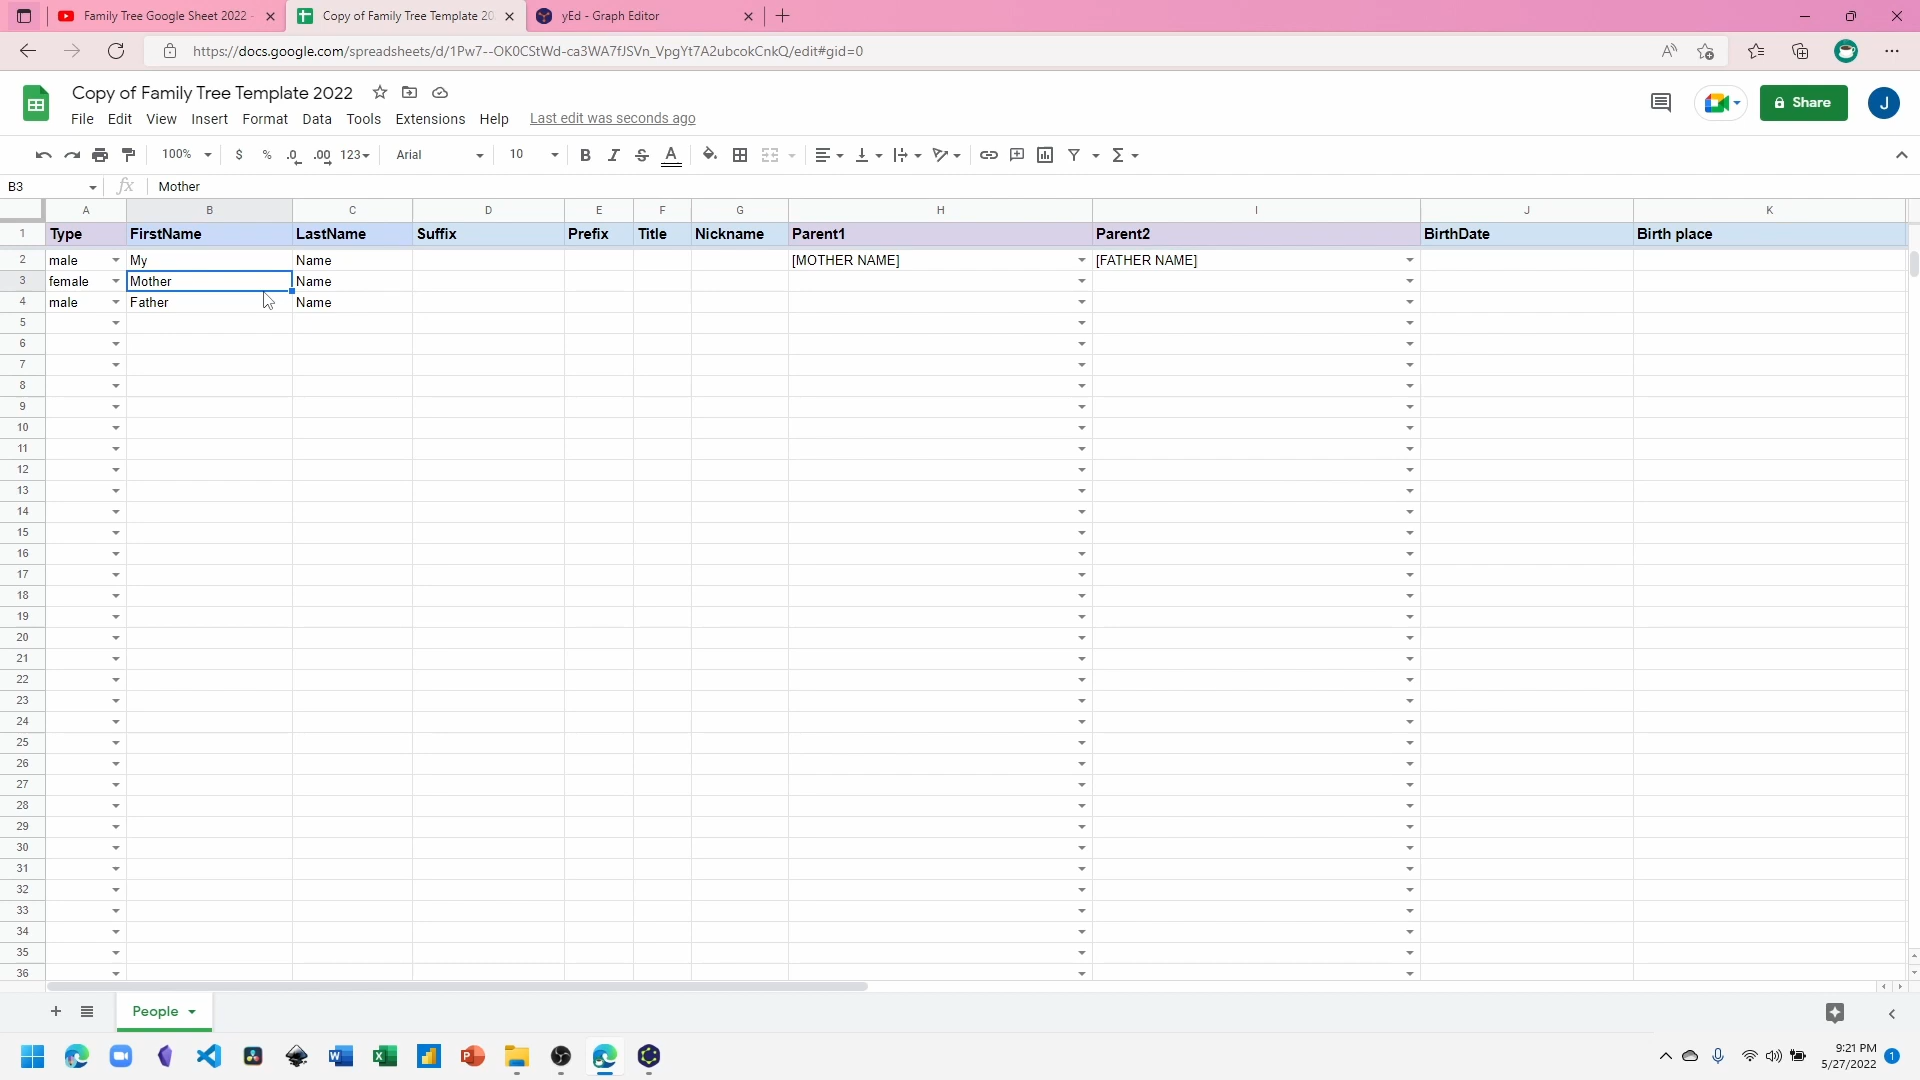 Family Tree Google Sheet 2022 -
Copy of Family Tree Template 20
yEd - Graph Editor
https://docs.google.com/spreadsheets/d/1Pw7--OK0CStWd-ca3WA7fJSVn_VpgYt7A2ubcokCnkQ/edit#gid=0
Copy of Family Tree Template 2022
File Edit View Insert Format Data Tools Extensions Help Last edit was seconds ago
Share
J
100% $ % .0 .00 123 Arial 10 B I S A
B3 fx Mother
A B C D E F G H I J K
1 Type FirstName LastName Suffix Prefix Title Nickname Parent1 Parent2 BirthDate Birth place
2 male My Name [MOTHER NAME] [FATHER NAME]
3 female Mother Name
4 male Father Name
5
6
7
8
9
10
11
12
13
14
15
16
17
18
19
20
21
22
23
24
25
26
27
28
29
30
31
32
33
34
35
36
People
9:21 PM
5/27/2022
1